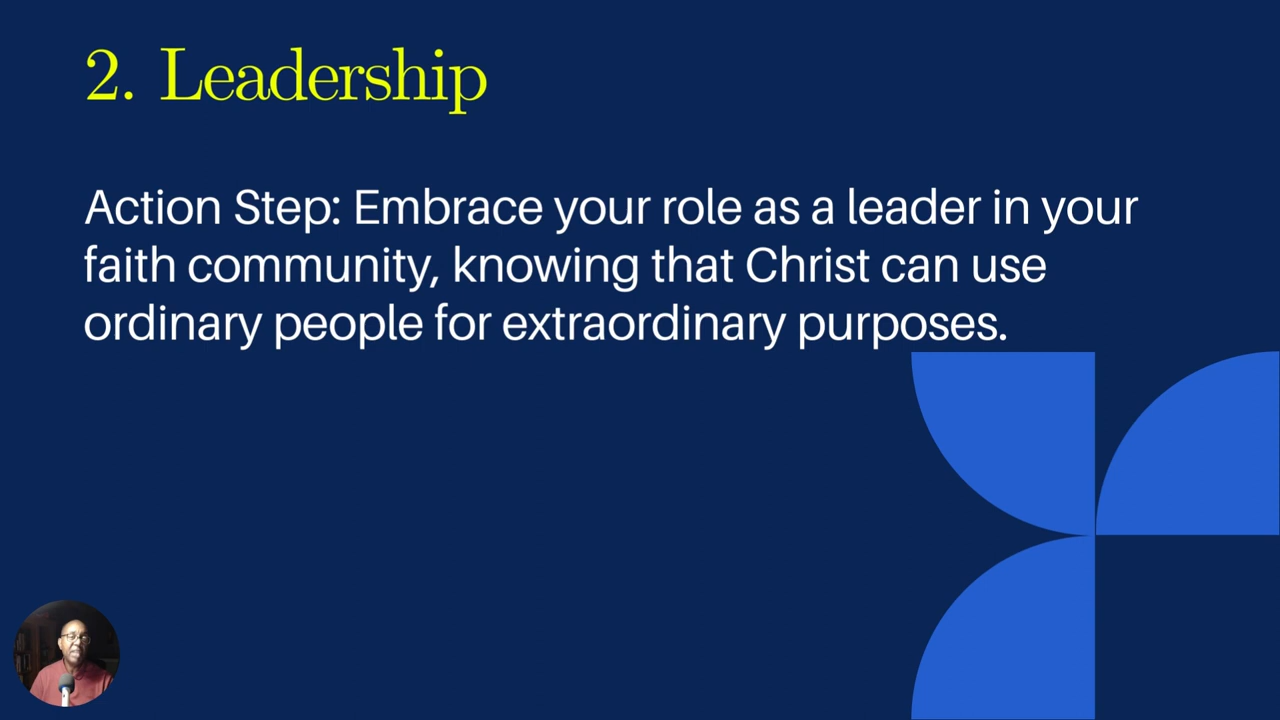 2. Leadership
Action Step: Embrace your role as a leader in your
faith community, knowing that Christ can use
ordinary people for extraordinary purposes.